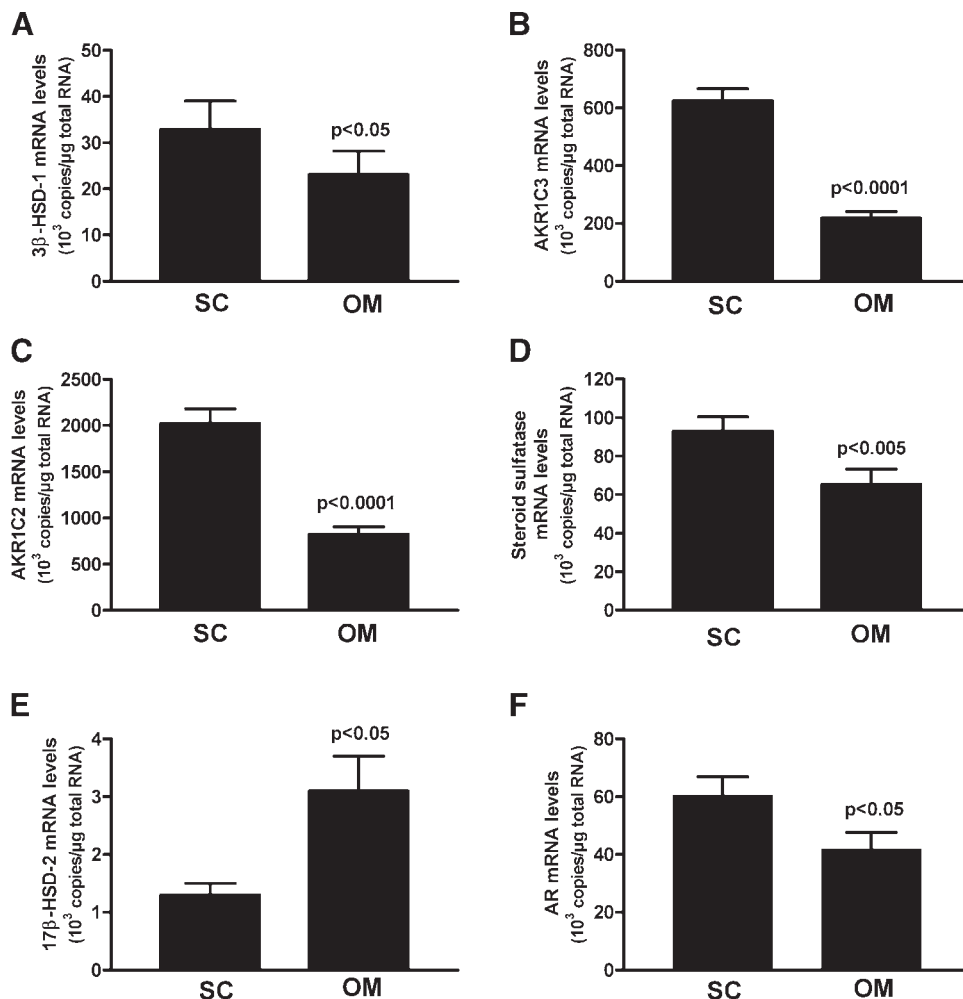 A
3β-HSD-1 mRNA levels
(10³ copies/µg total RNA)
50
40
30
20
10
0
p<0.05
SC OM
B
AKR1C3 mRNA levels
(10³ copies/µg total RNA)
800
600
400
200
0
p<0.0001
SC OM
C
AKR1C2 mRNA levels
(10³ copies/µg total RNA)
2500
2000
1500
1000
500
0
p<0.0001
SC OM
D
Steroid sulfatase
mRNA levels
(10³ copies/µg total RNA)
120
100
80
60
40
20
0
p<0.005
SC OM
E
17β-HSD-2 mRNA levels
(10³ copies/µg total RNA)
4
3
2
1
0
p<0.05
SC OM
F
AR mRNA levels
(10³ copies/µg total RNA)
80
60
40
20
0
p<0.05
SC OM